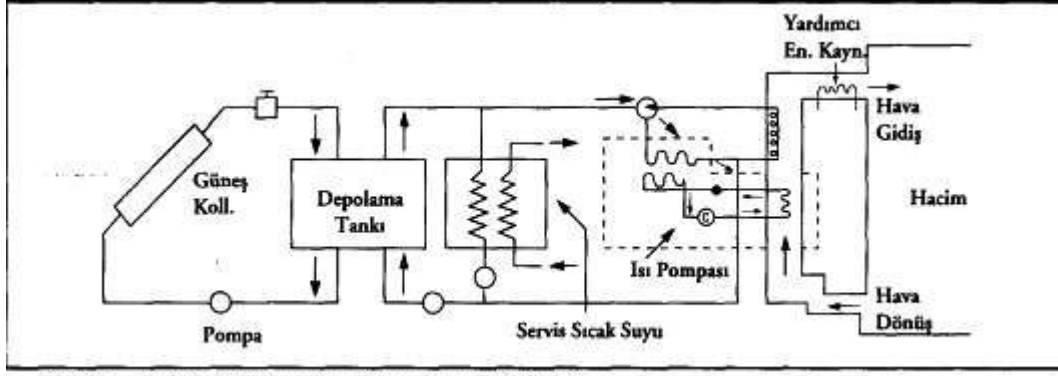 Yardımcı
En. Kayn.
Hava
Gidiş
Güneş
Koll.
Depolama
Tankı
Hacim
C
Isı Pompası
Pompa
Servis Sıcak Suyu
Hava
Dönüş